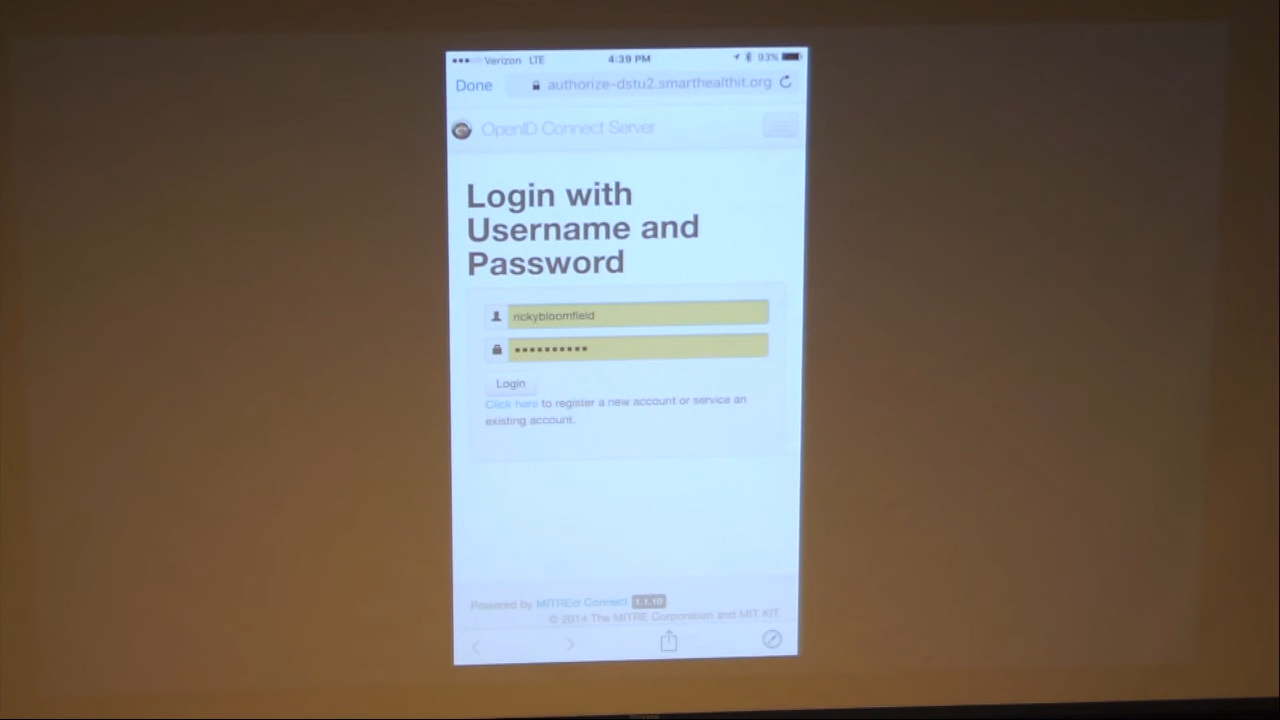 Verizon LTE 4:39 PM 93%
Done authorize-dstu2.smarthealthit.org
OpenID Connect Server
Login with
Username and
Password
rickybloomfield
••••••••••
Login
Click here to register a new account or service an
existing account.
Powered by MITREid Connect 1.1.10
© 2014 The MITRE Corporation and MIT KIT.